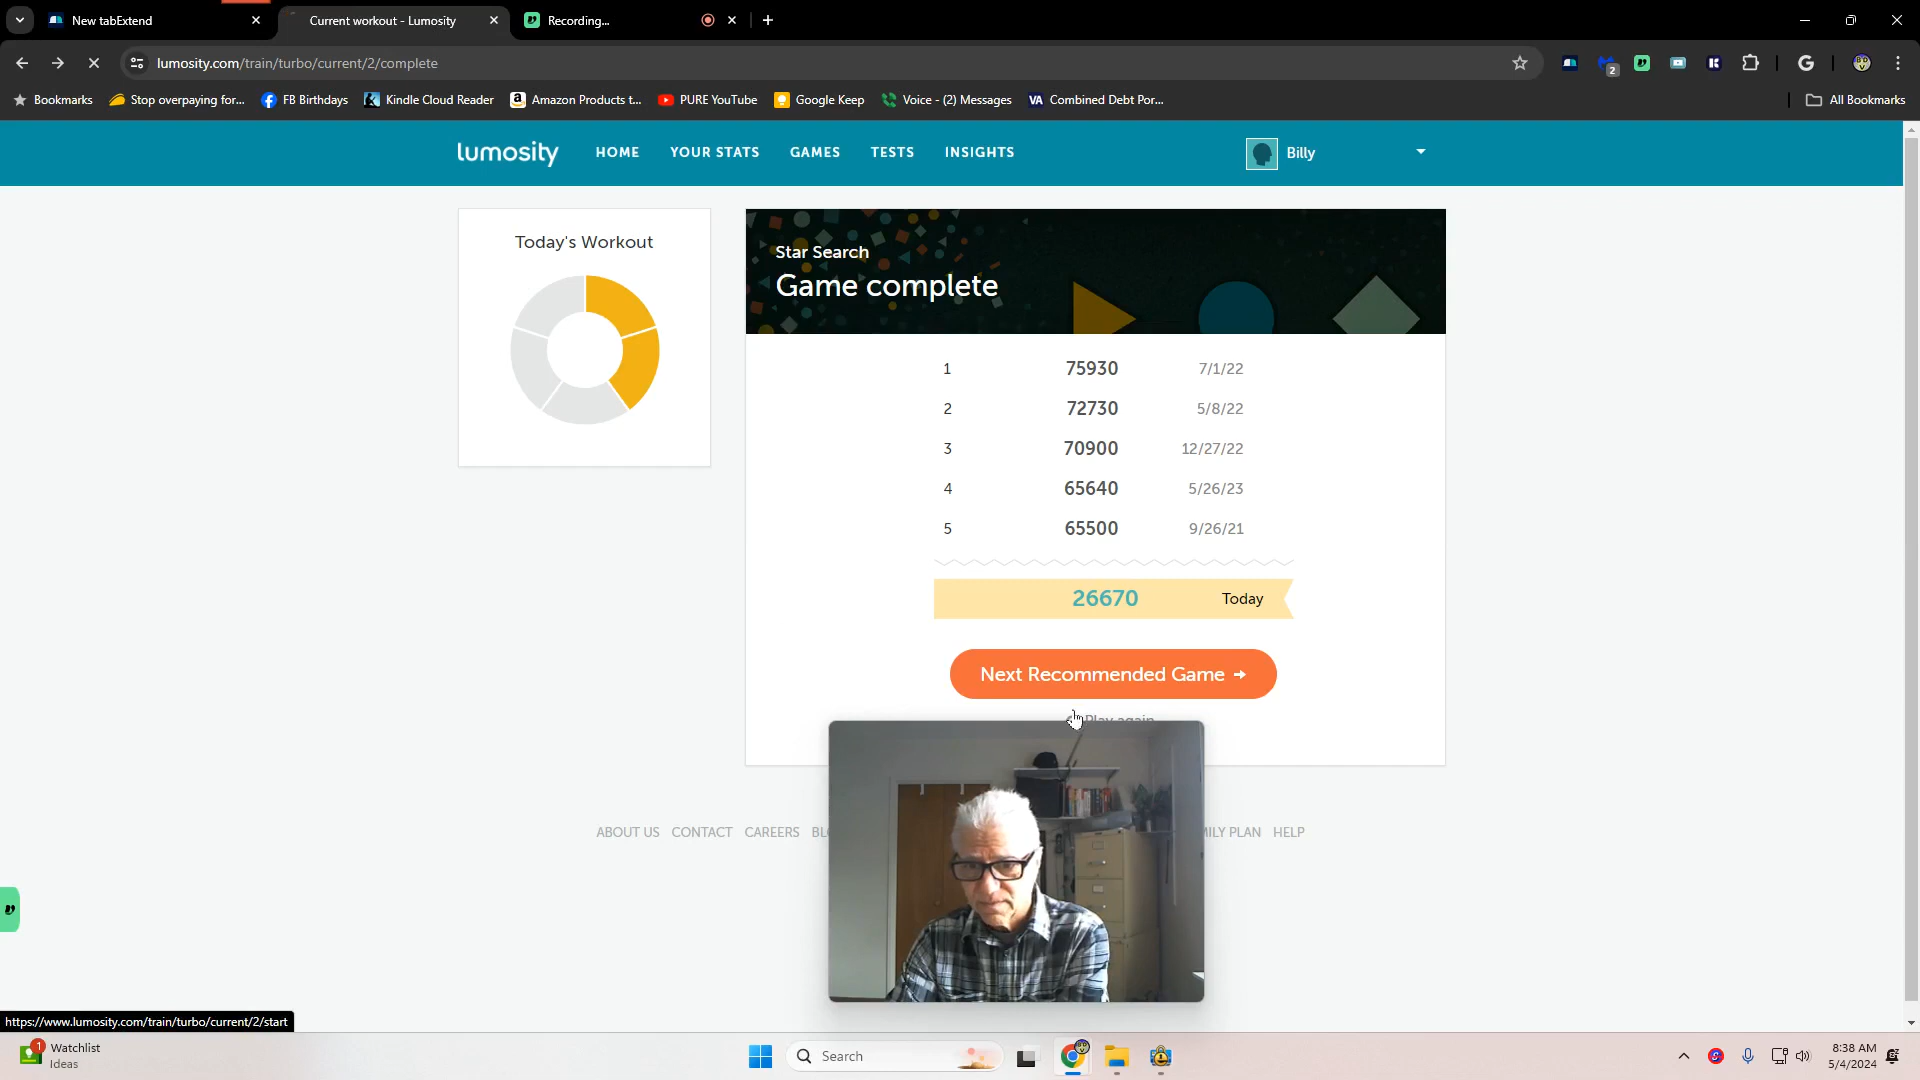 New tabExtend
Current workout - Lumosity
Recording...
lumosity.com/train/turbo/current/2/complete
2
Bookmarks
Stop overpaying for...
FB Birthdays
Kindle Cloud Reader
Amazon Products t...
PURE YouTube
Google Keep
Voice - (2) Messages
VA Combined Debt Por...
All Bookmarks
lumosity
HOME
YOUR STATS
GAMES
TESTS
INSIGHTS
Billy
Today's Workout
Star Search
Game complete
1 75930 7/1/22
2 72730 5/8/22
3 70900 12/27/22
4 65640 5/26/23
5 65500 9/26/21
26670 Today
Next Recommended Game →
Play again
ABOUT US CONTACT CAREERS
HELP
https://www.lumosity.com/train/turbo/current/2/start
1
Watchlist
Ideas
Search
8:38 AM
5/4/2024